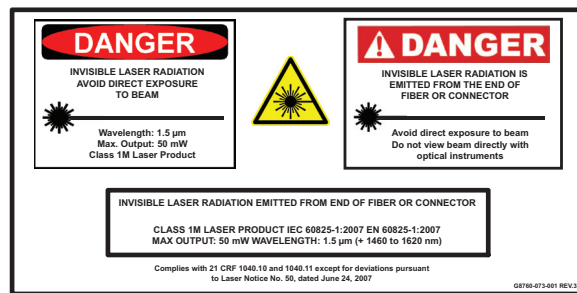 DANGER
INVISIBLE LASER RADIATION
AVOID DIRECT EXPOSURE
TO BEAM
Wavelength: 1.5 µm
Max. Output: 50 mW
Class 1M Laser Product
DANGER
INVISIBLE LASER RADIATION IS
EMITTED FROM THE END OF
FIBER OR CONNECTOR
Avoid direct exposure to beam
Do not view beam directly with
optical instruments
INVISIBLE LASER RADIATION EMITTED FROM END OF FIBER OR CONNECTOR
CLASS 1M LASER PRODUCT IEC 60825-1:2007 EN 60825-1:2007
MAX OUTPUT: 50 mW WAVELENGTH: 1.5 µm (+ 1460 to 1620 nm)
Complies with 21 CRF 1040.10 and 1040.11 except for deviations pursuant
to Laser Notice No. 50, dated June 24, 2007
G8760-073-001 REV.3